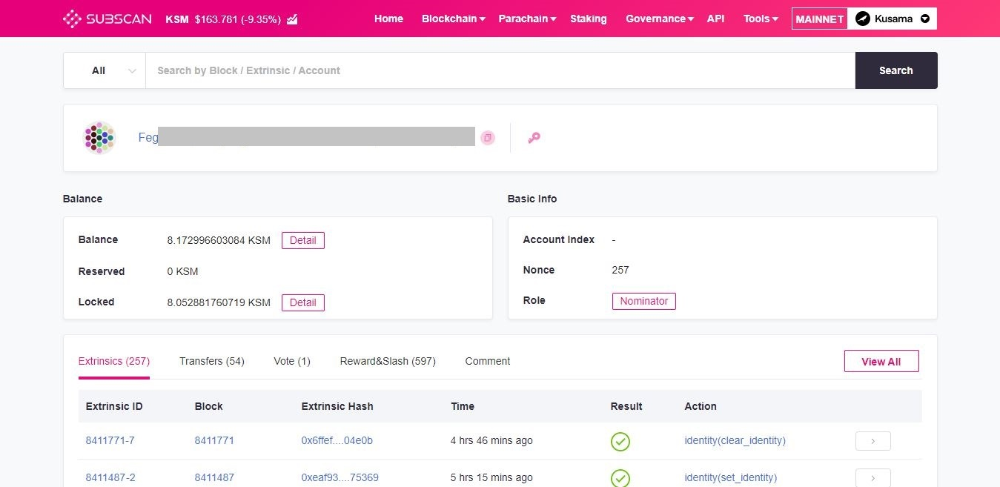 SUBSCAN KSM $163.781 (-9.35%) Home Blockchain Parachain Staking Governance API Tools MAINNET Kusama
All Search by Block / Extrinsic / Account Search
Feg
Balance Basic Info
Balance 8.172996603084 KSM Detail Account Index -
Reserved 0 KSM Nonce 257
Locked 8.052881760719 KSM Detail Role Nominator
Extrinsics (257) Transfers (54) Vote (1) Reward&Slash (597) Comment View All
Extrinsic ID Block Extrinsic Hash Time Result Action
8411771-7 8411771 0x6ffef....04e0b 4 hrs 46 mins ago identity(clear_identity) >
8411487-2 8411487 0xeaf93....75369 5 hrs 15 mins ago identity(set_identity) >